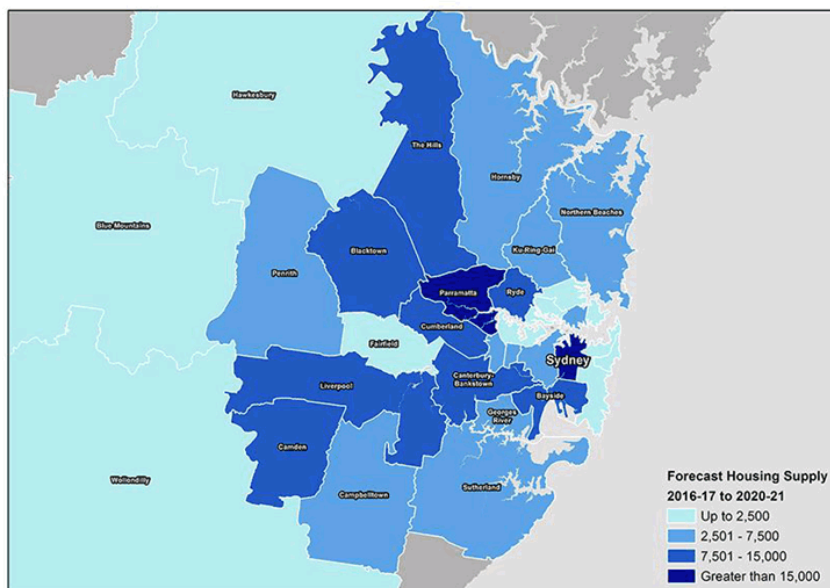 Hawkesbury
The Hills
Hornsby
Northern Beaches
Blue Mountains
Ku-Ring-Gai
Blacktown
Penrith
Parramatta
Ryde
Cumberland
Fairfield
Sydney
Canterbury-
Bankstown
Liverpool
Bayside
Georges
River
Camden
Wollondilly
Campbelltown
Sutherland
Forecast Housing Supply
2016-17 to 2020-21
Up to 2,500
2,501 - 7,500
7,501 - 15,000
Greater than 15,000